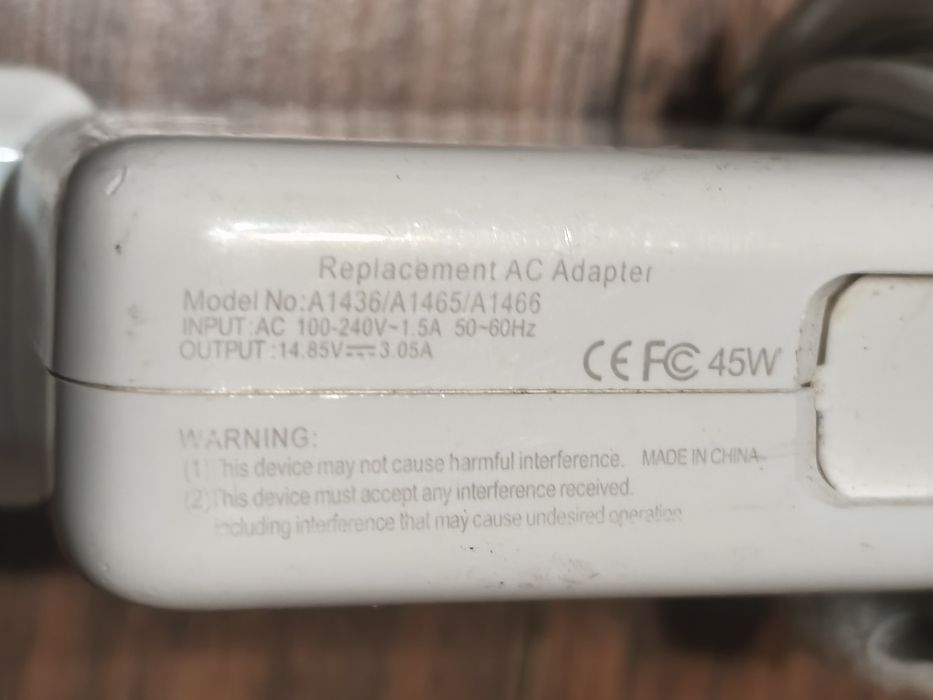 Replacement AC Adapter
Model No:A1436/A1465/A1466
INPUT:AC 100-240V~1.5A 50~60Hz
OUTPUT:14.85V⎓3.05A
CE FC 45W
WARNING:
(1) This device may not cause harmful interference. MADE IN CHINA
(2) This device must accept any interference received.
including interference that may cause undesired operation